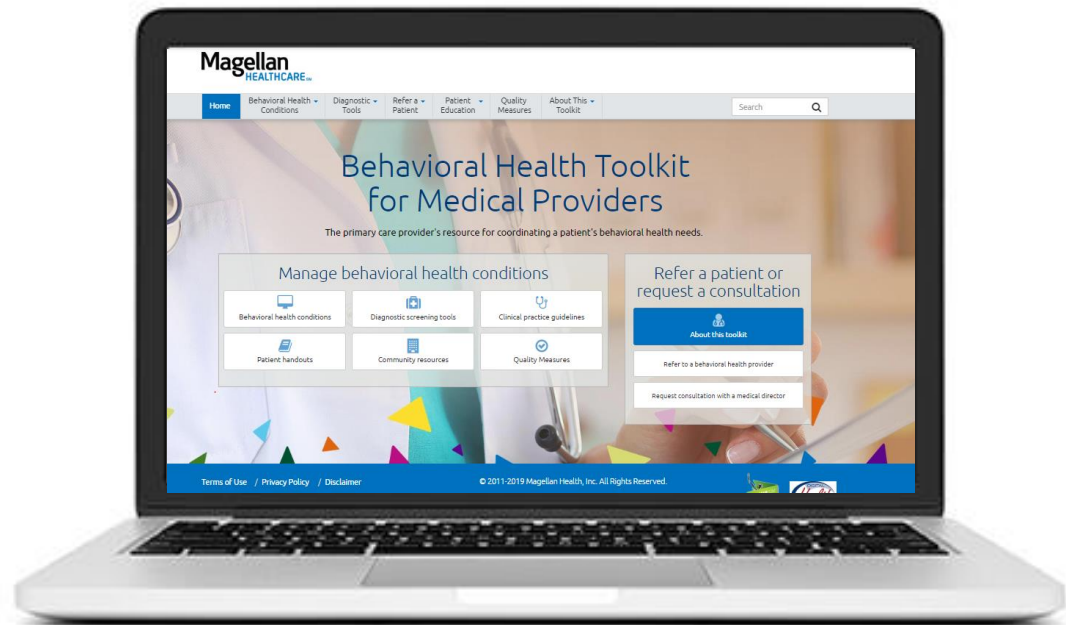 Magellan
HEALTHCARE
Home
Behavioral Health
Conditions
Diagnostic
Tools
Refer a
Patient
Patient
Education
Quality
Measures
About This
Toolkit
Search
Behavioral Health Toolkit
for Medical Providers
The primary care provider's resource for coordinating a patient's behavioral health needs.
Manage behavioral health conditions
Behavioral health conditions
Diagnostic screening tools
Clinical practice guidelines
Patient handouts
Community resources
Quality Measures
Refer a patient or
request a consultation
About this toolkit
Refer to a behavioral health provider
Request consultation with a medical director
Terms of Use / Privacy Policy / Disclaimer
© 2011-2019 Magellan Health, Inc. All Rights Reserved.